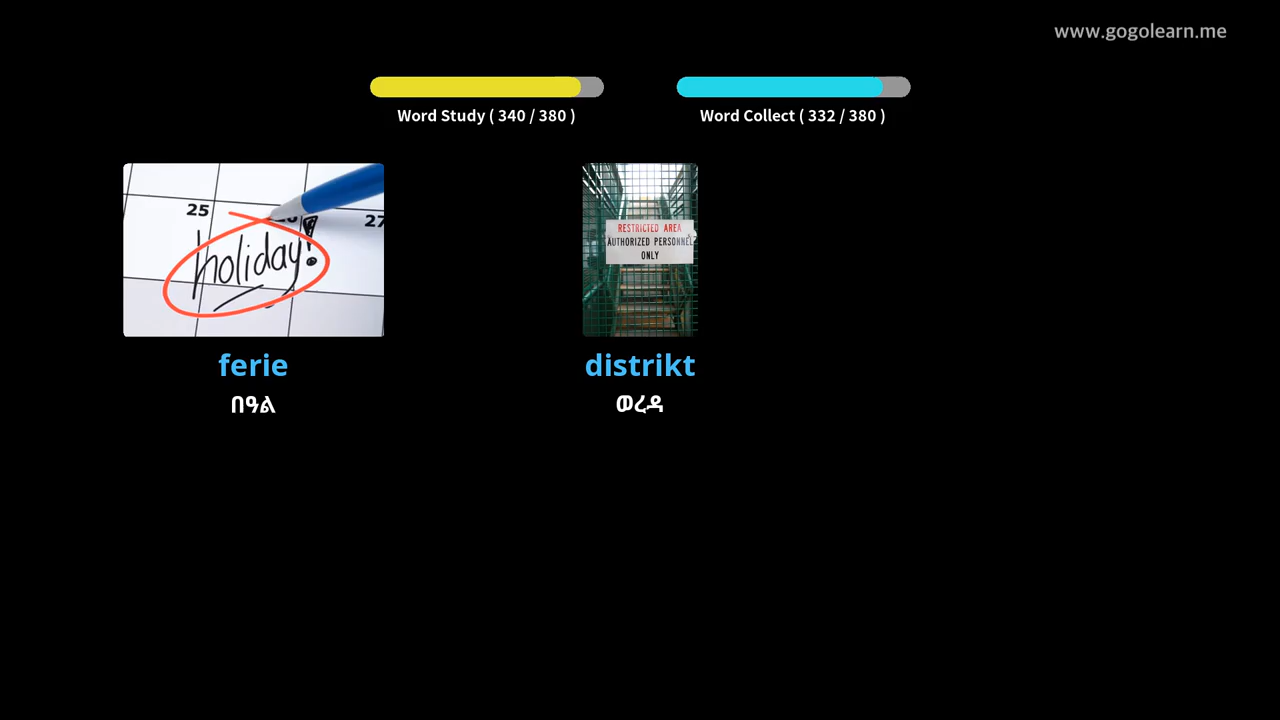 www.gogolearn.me
Word Study ( 340 / 380 )
Word Collect ( 332 / 380 )
25
27
holiday!
RESTRICTED AREA
AUTHORIZED PERSONNEL
ONLY
ferie
distrikt
በዓል
ወረዳ